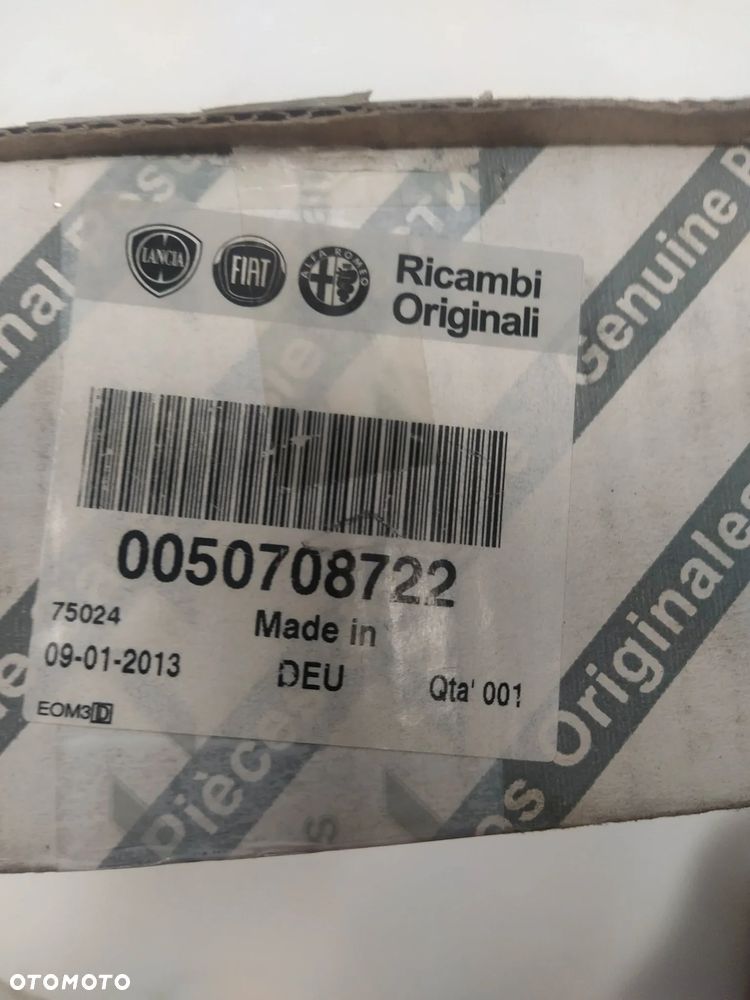 LANCIA
FIAT
ALFA ROMEO
Ricambi
Originali
0050708722
75024
Made in
09-01-2013
DEU
Qta' 001
EOM3D
Genuine
Originales
Pièce
OTOMOTO